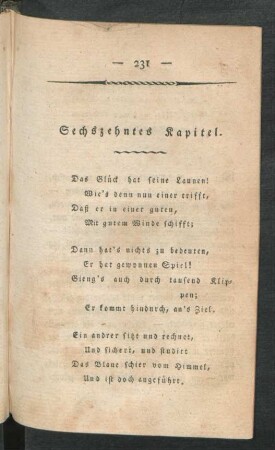 — 231 —
Sechszehntes Kapitel.
Das Glück hat seine Launen!
Wie's denn nun einer trifft,
Daß er in einer guten,
Mit gutem Winde schifft;
Dann hat's nichts zu bedeuten,
Er hat gewonnen Spiel!
Gieng's auch durch tausend Klip-
pen;
Er kommt hindurch, an's Ziel.
Ein andrer sitzt und rechnet,
Und sichert, und studirt
Das Blaue schier vom Himmel,
Und ist doch angeführt,